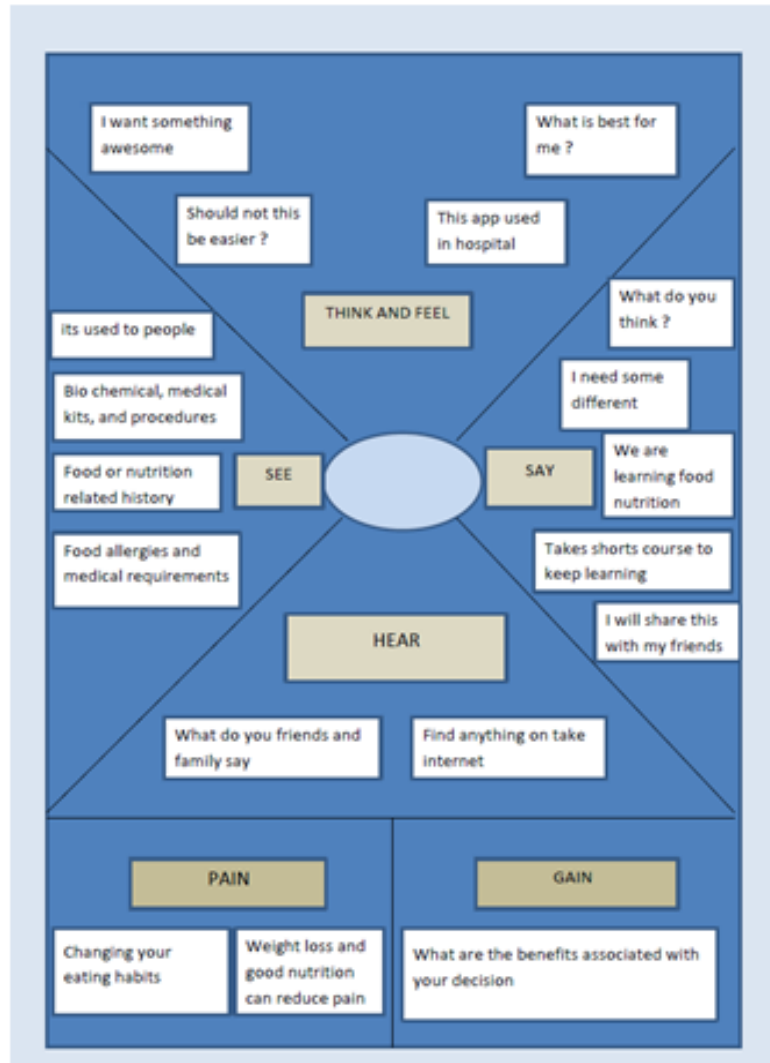 I want something
awesome
What is best for
me ?
Should not this
be easier ?
This app used
in hospital
THINK AND FEEL
its used to people
Bio chemical, medical
kits, and procedures
Food or nutrition
related history
Food allergies and
medical requirements
SEE
SAY
What do you
think ?
I need some
different
We are
learning food
nutrition
Takes shorts course to
keep learning
I will share this
with my friends
HEAR
What do you friends and
family say
Find anything on take
internet
PAIN
Changing your
eating habits
Weight loss and
good nutrition
can reduce pain
GAIN
What are the benefits associated with
your decision